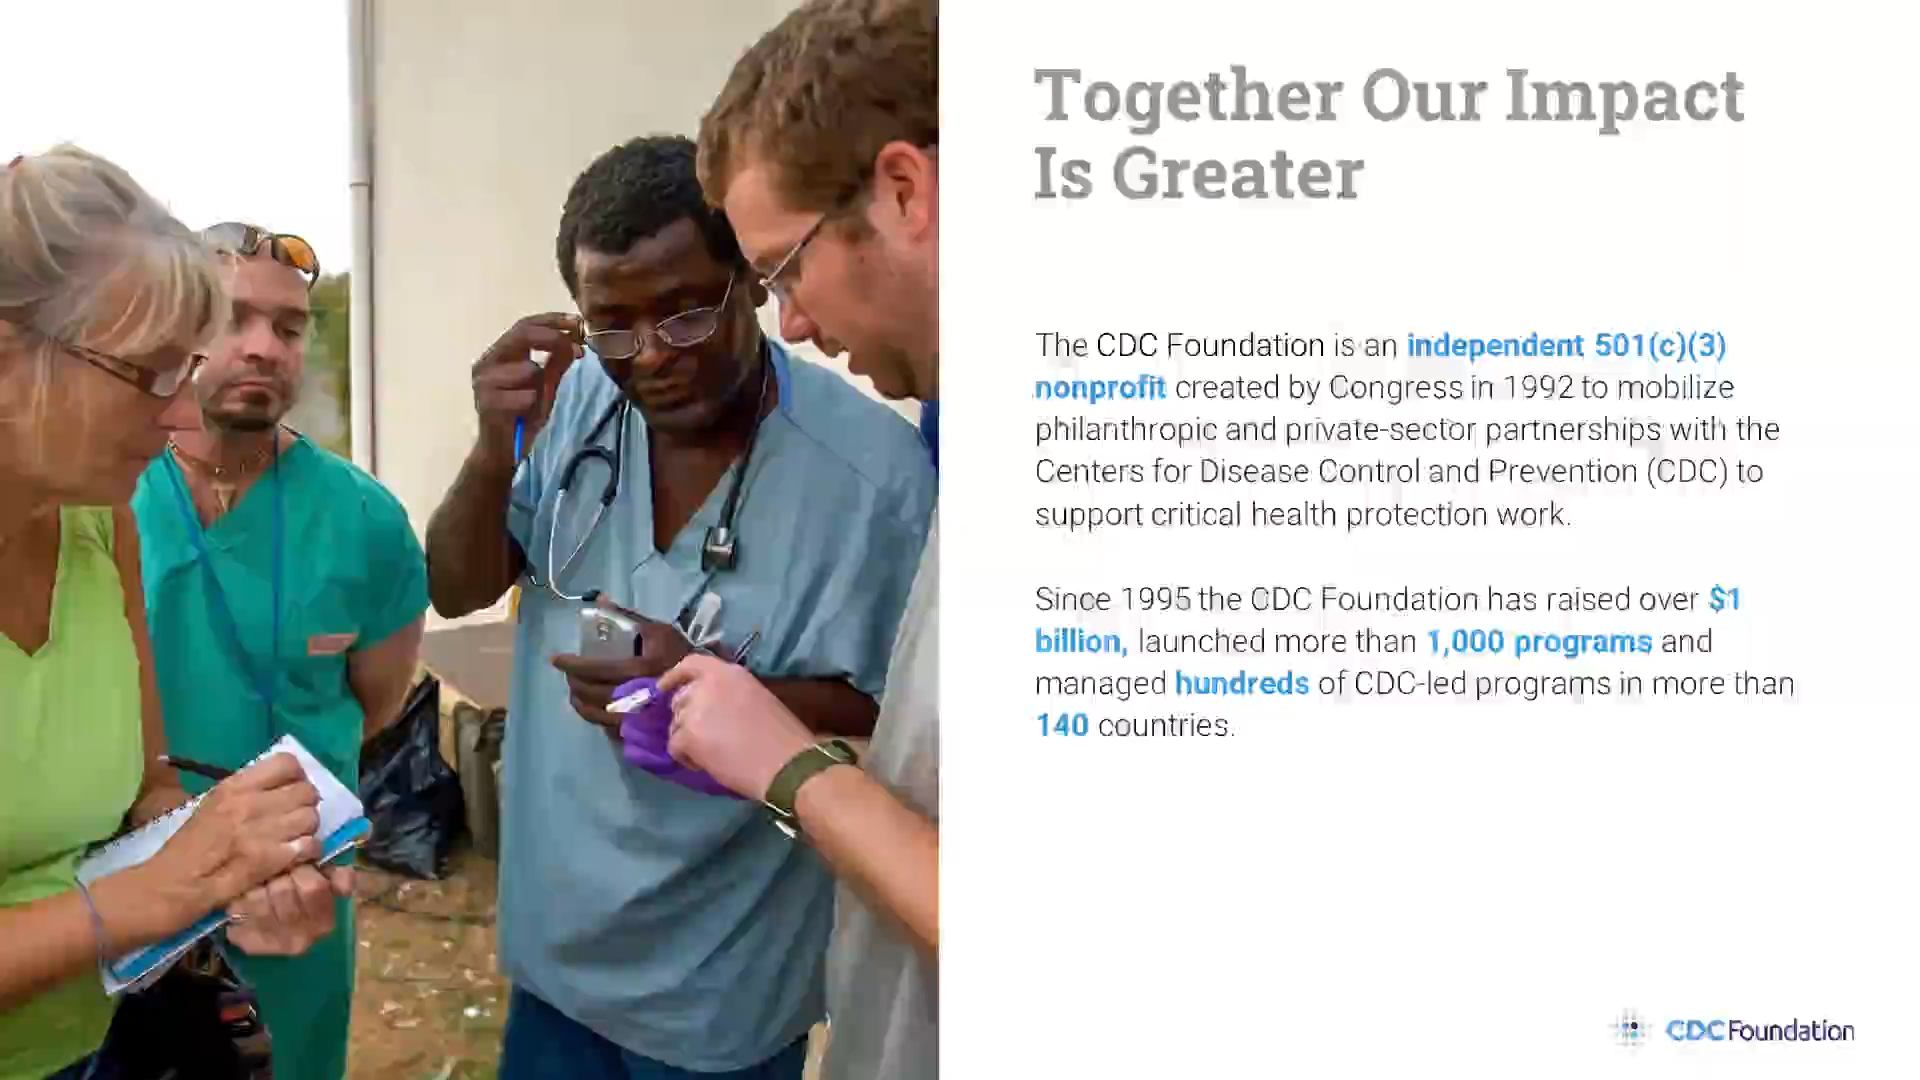 Together Our Impact
Is Greater
The CDC Foundation is an independent 501(c)(3)
nonprofit created by Congress in 1992 to mobilize
philanthropic and private-sector partnerships with the
Centers for Disease Control and Prevention (CDC) to
support critical health protection work.
Since 1995 the CDC Foundation has raised over $1
billion, launched more than 1,000 programs and
managed hundreds of CDC-led programs in more than
140 countries.
CDC Foundation